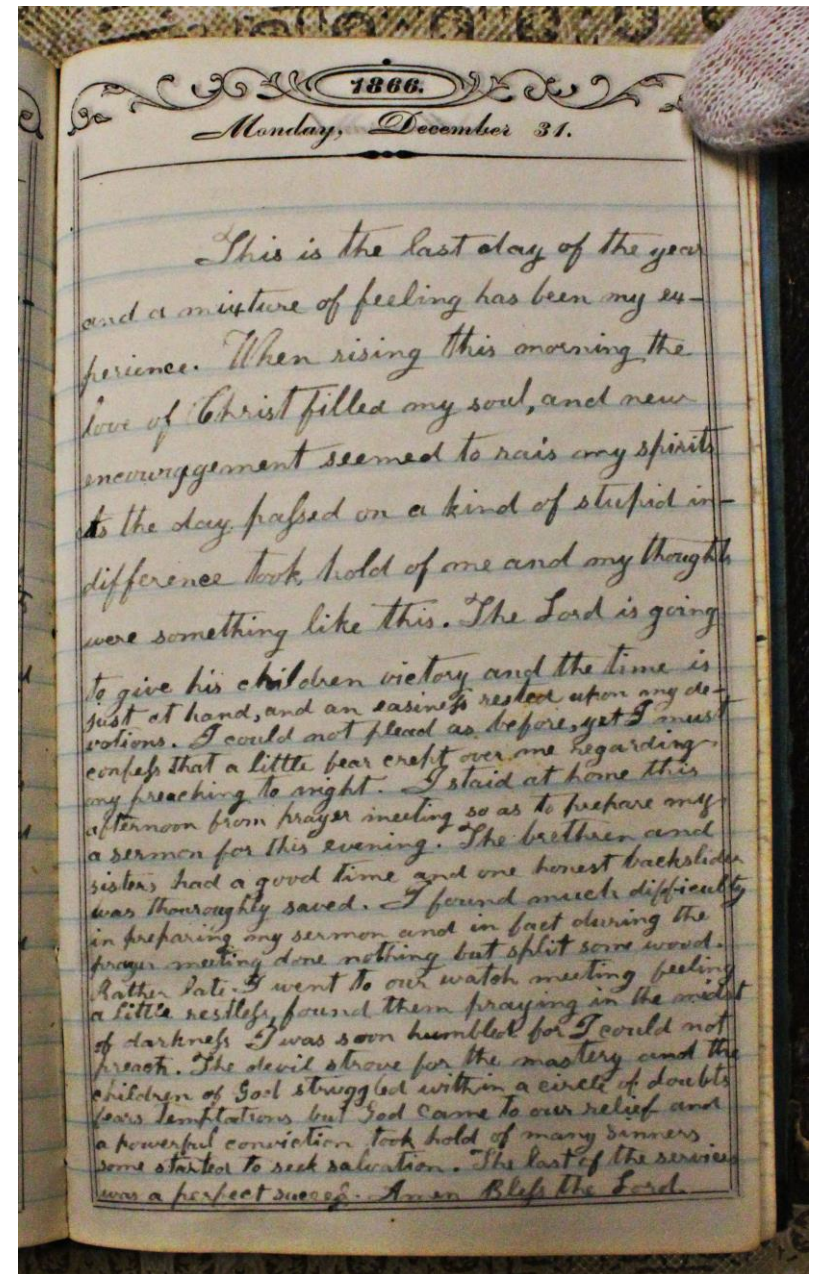 1866.
Monday, December 31.
This is the last day of the year
and a mixture of feeling has been my ex-
perience. When rising this morning the
love of Christ filled my soul, and new
encouragement seemed to rais my spirits
As the day passed on a kind of stupid in-
difference took hold of me and my thoughts
were something like this. The Lord is going
to give his children victory and the time is
just at hand, and an easiness rested upon my de-
votions. I could not plead as before, yet I must
confess that a little fear crept over me regarding
my preaching to night. I staid at home this
afternoon from prayer meeting so as to prepare my
a sermon for this evening. The brethren and
sisters had a good time and one honest backslider
was thouroughly saved. I found much difficulty
in preparing my sermon and in fact during the
prayer meeting done nothing but split some wood.
Rather late I went to our watch meeting feeling
a little restless, found them praying in the midst
of darkness I was soon humbled for I could not
preach. The devil strove for the mastery and the
children of God struggled within a circle of doubts
fears temptations but God came to our relief and
a powerful conviction took hold of many sinners
some started to seek salvation. The last of the services
was a perfect success. Amen Bless the Lord.